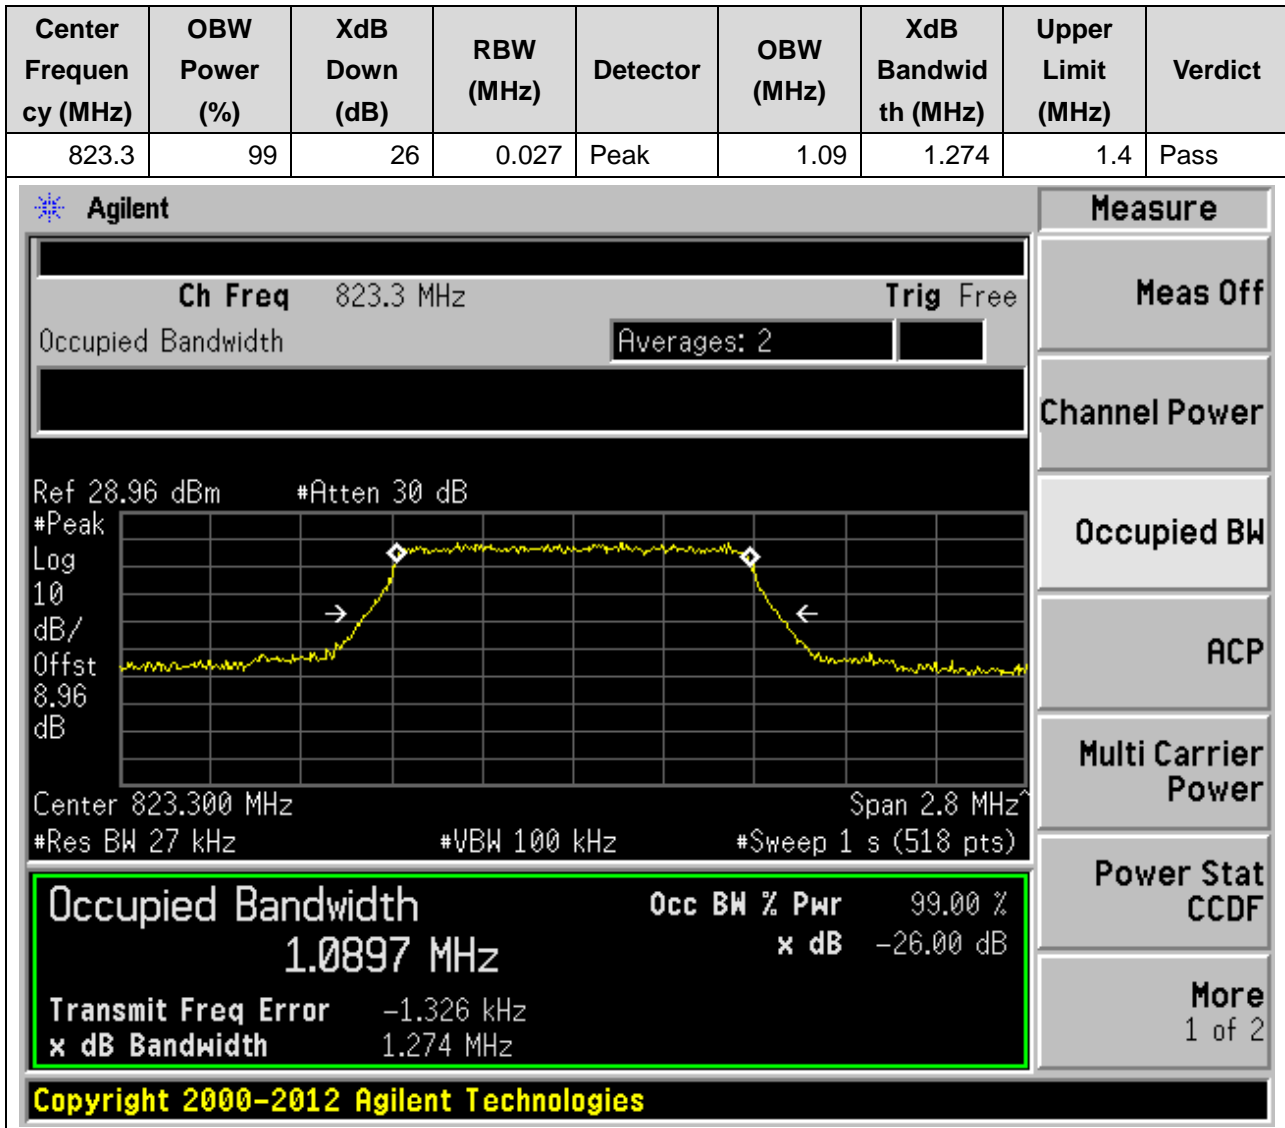 Center Frequen cy (MHz)	OBW Power (%)	XdB Down (dB)	RBW (MHz)	Detector	OBW (MHz)	XdB Bandwid th (MHz)	Upper Limit (MHz)	Verdict
823.3	99	26	0.027	Peak	1.09	1.274	1.4	Pass
Agilent
Measure
Ch Freq 823.3 MHz Trig Free
Occupied Bandwidth Averages: 2
Meas Off
Channel Power
Occupied BW
ACP
Multi Carrier
Power
Power Stat
CCDF
More
1 of 2
Ref 28.96 dBm #Atten 30 dB
#Peak
Log
10
dB/
Offst
8.96
dB
Center 823.300 MHz Span 2.8 MHz^
#Res BW 27 kHz #VBW 100 kHz #Sweep 1 s (518 pts)
Occupied Bandwidth
1.0897 MHz
Occ BW % Pwr 99.00 %
x dB -26.00 dB
Transmit Freq Error -1.326 kHz
x dB Bandwidth 1.274 MHz
Copyright 2000-2012 Agilent Technologies